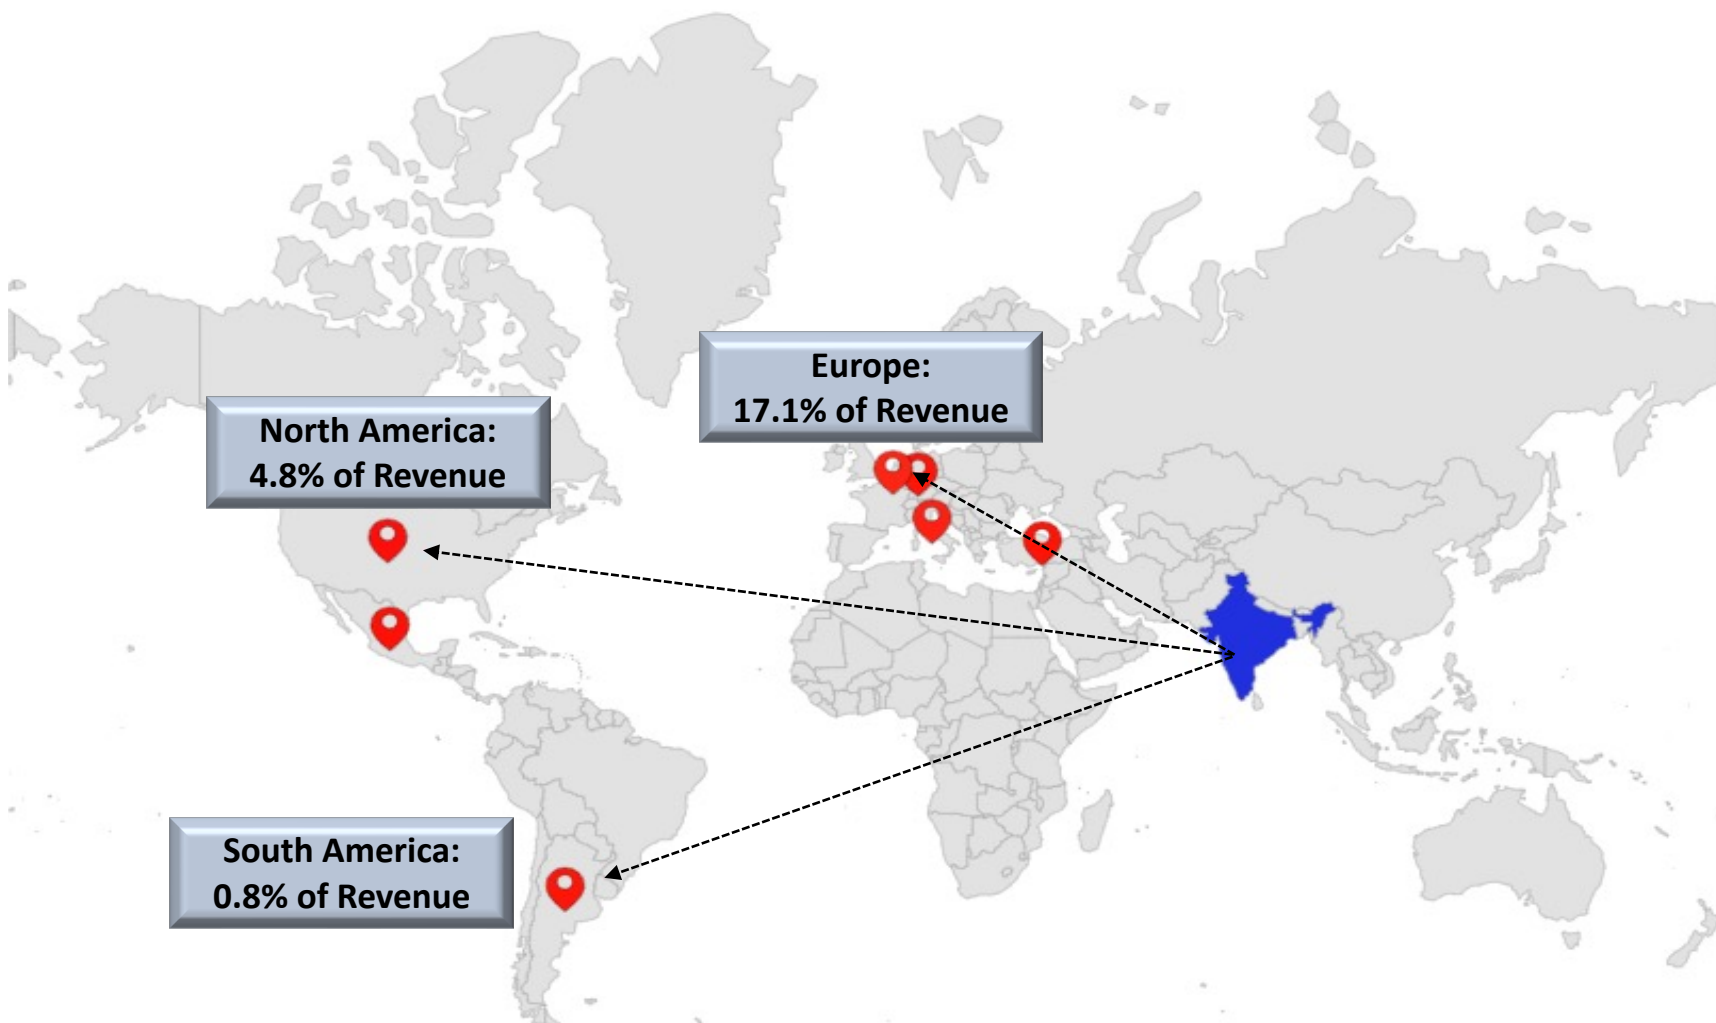 Europe:
17.1% of Revenue
North America:
4.8% of Revenue
South America:
0.8% of Revenue